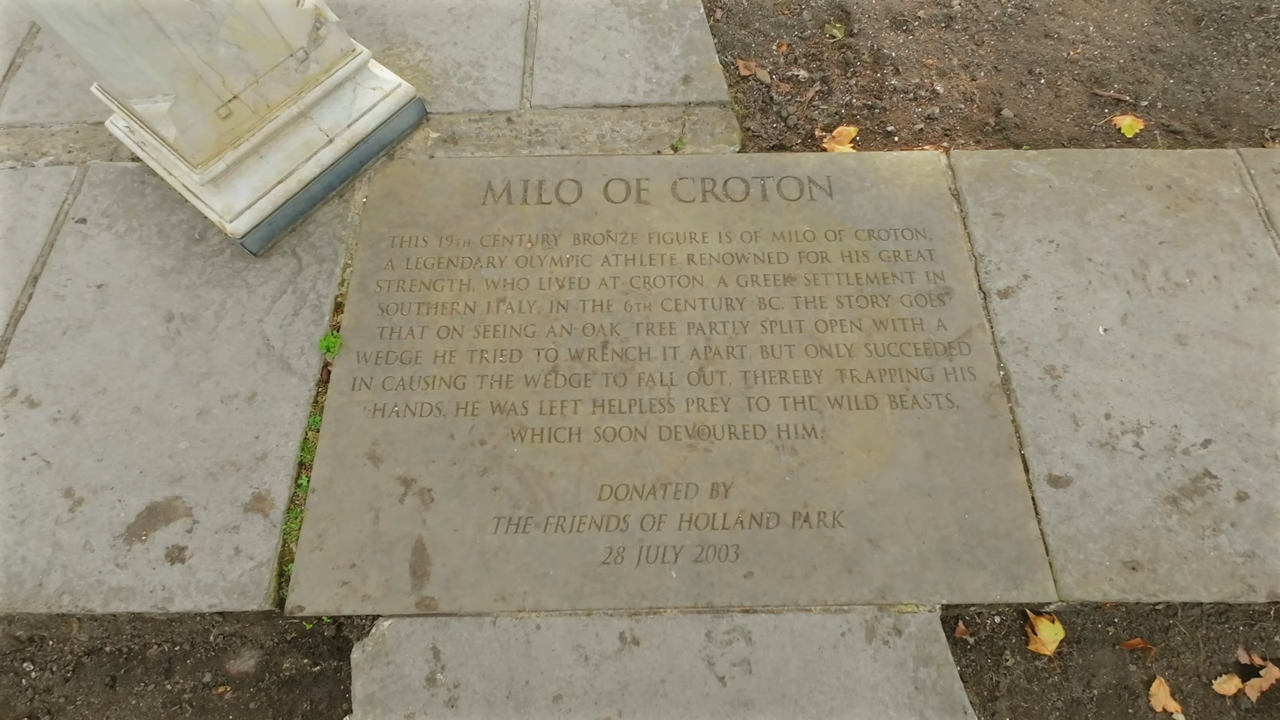 MILO OF CROTON
THIS 19TH CENTURY BRONZE FIGURE IS OF MILO OF CROTON,
A LEGENDARY OLYMPIC ATHLETE RENOWNED FOR HIS GREAT
STRENGTH, WHO LIVED AT CROTON, A GREEK SETTLEMENT IN
SOUTHERN ITALY, IN THE 6TH CENTURY BC. THE STORY GOES
THAT ON SEEING AN OAK TREE PARTLY SPLIT OPEN WITH A
WEDGE HE TRIED TO WRENCH IT APART, BUT ONLY SUCCEEDED
IN CAUSING THE WEDGE TO FALL OUT, THEREBY TRAPPING HIS
HANDS. HE WAS LEFT HELPLESS PREY TO THE WILD BEASTS,
WHICH SOON DEVOURED HIM.
DONATED BY
THE FRIENDS OF HOLLAND PARK
28 JULY 2003